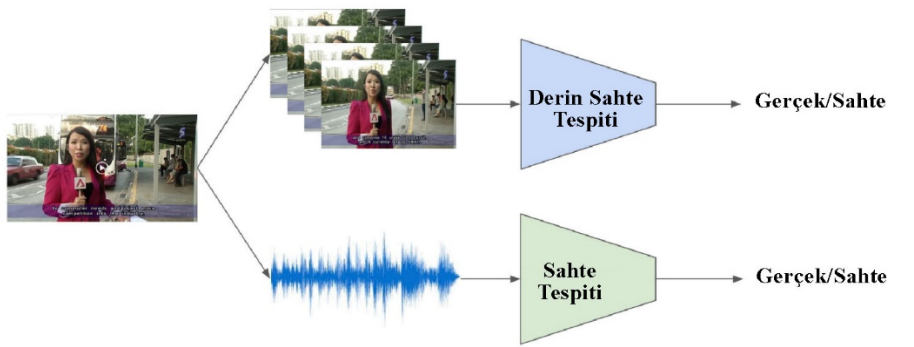 Derin Sahte
Tespiti
Gerçek/Sahte
Sahte
Tespiti
Gerçek/Sahte